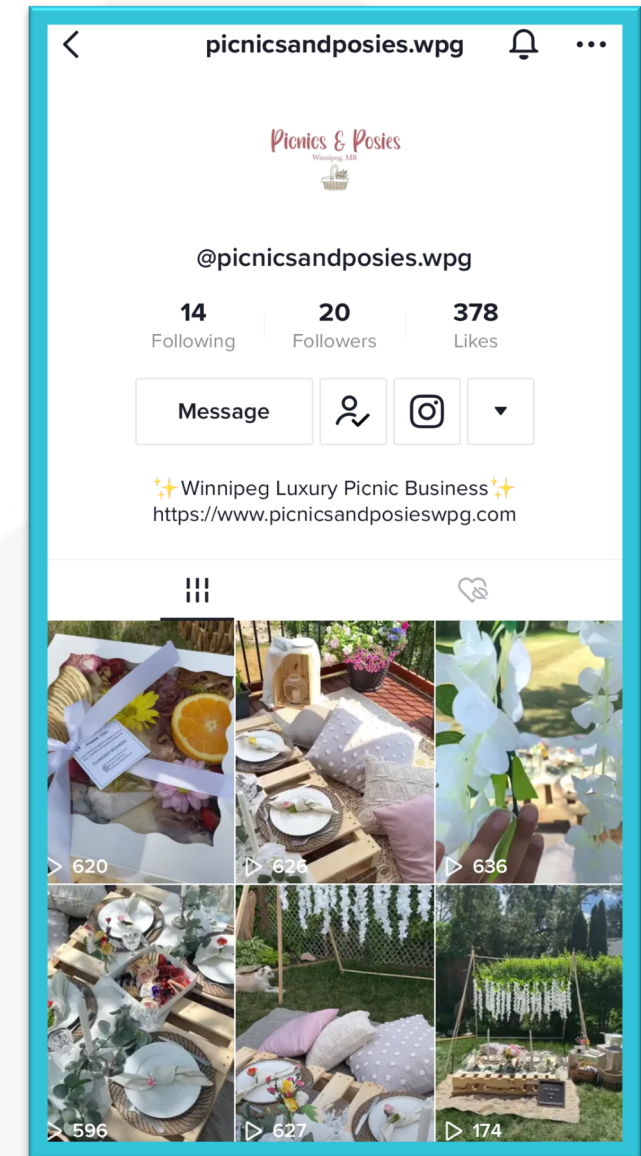 picnicsandposies.wpg
Picnics & Posies
Winnipeg, MB
@picnicsandposies.wpg
14 20 378
Following Followers Likes
Message
✨Winnipeg Luxury Picnic Business✨
https://www.picnicsandposieswpg.com
620 626 636
596 627 174